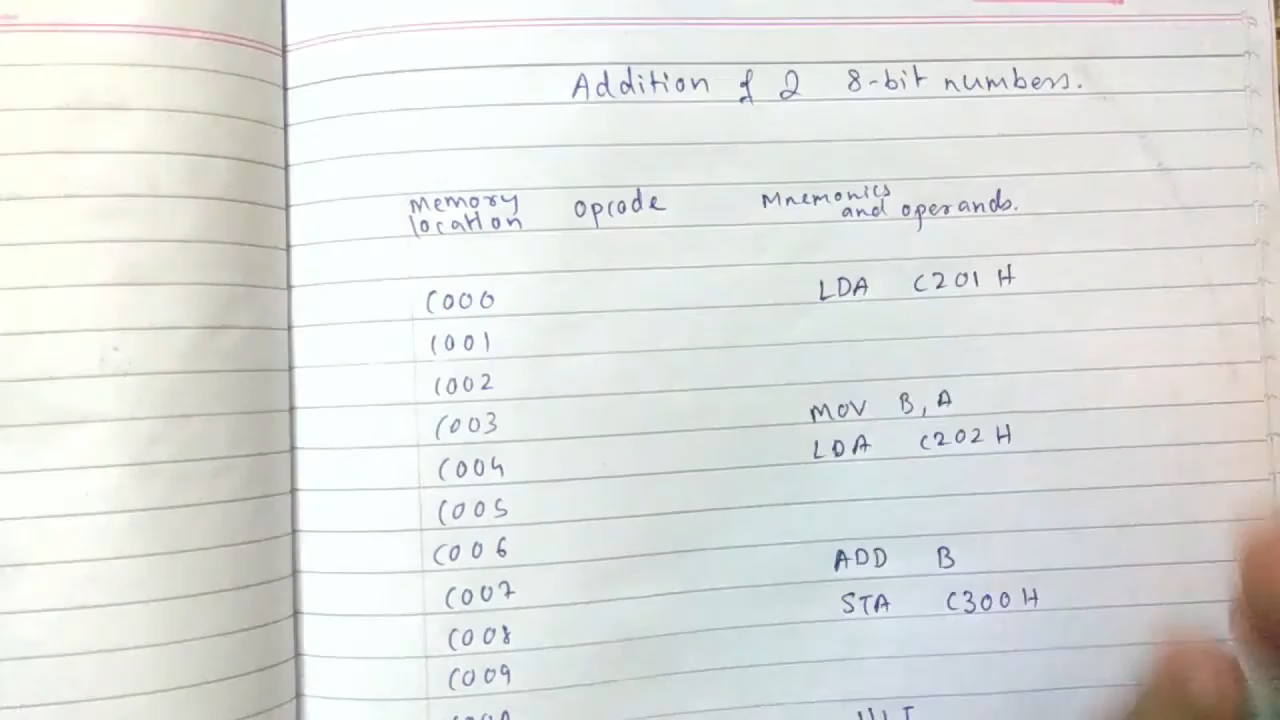 Addition of 2 8-bit numbers.
Memory location opcode Mnemonics and operands.
C000 LDA C201 H
C001
C002
C003 MOV B, A
C004 LDA C202 H
C005
C006
C007 ADD B
C008 STA C300 H
C009